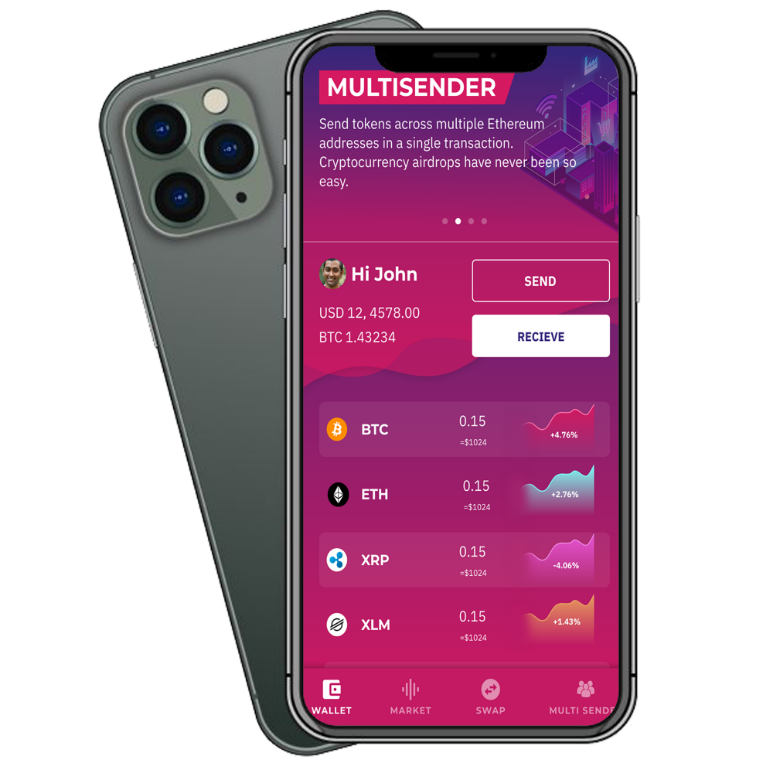 MULTISENDER
Send tokens across multiple Ethereum
addresses in a single transaction.
Cryptocurrency airdrops have never been so
easy.
Hi John
SEND
USD 12, 4578.00
BTC 1.43234
RECIEVE
BTC
0.15
≈$1024
+4.76%
ETH
0.15
≈$1024
+2.76%
XRP
0.15
≈$1024
-4.06%
XLM
0.15
≈$1024
+1.43%
WALLET
MARKET
SWAP
MULTI SENDE